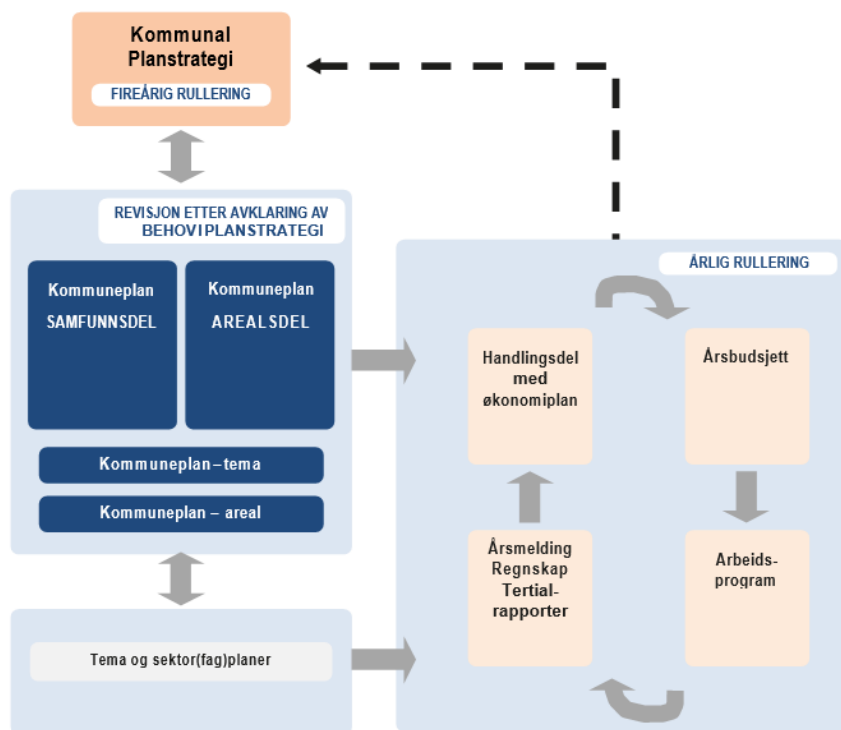 Kommunal
Planstrategi
FIREÅRIG RULLERING
REVISJON ETTER AVKLARING AV
BEHOV I PLANSTRATEGI
Kommuneplan
SAMFUNNSDEL
Kommuneplan
AREALSDEL
Kommuneplan – tema
Kommuneplan – areal
Tema og sektor(fag)planer
ÅRLIG RULLERING
Handlingsdel
med
økonomiplan
Årsbudsjett
Årsmelding
Regnskap
Tertial-
rapporter
Arbeids-
program